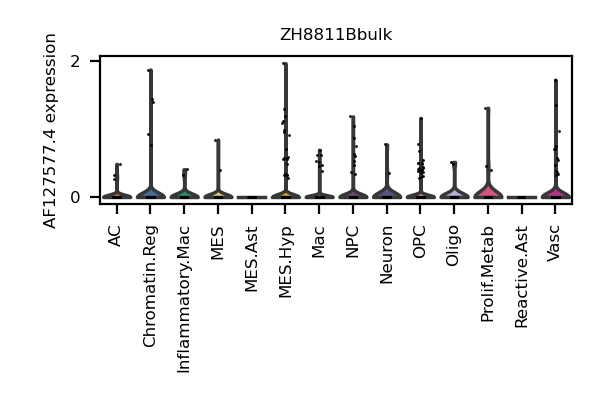 ZH8811Bbulk
AF127577.4 expression
2
0
AC
Chromatin.Reg
Inflammatory.Mac
MES
MES.Ast
MES.Hyp
Mac
NPC
Neuron
OPC
Oligo
Prolif.Metab
Reactive.Ast
Vasc